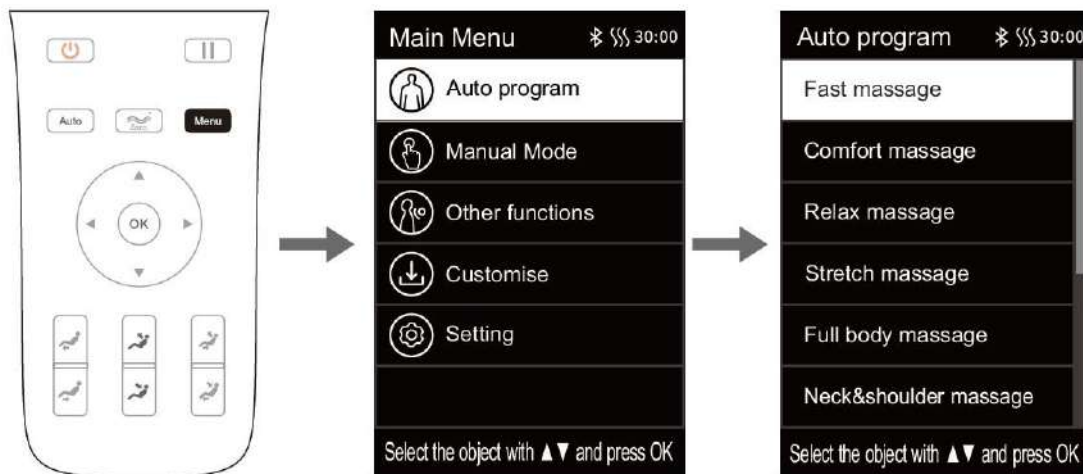 Auto
Zero
Menu
OK
Main Menu 30:00
Auto program
Manual Mode
Other functions
Customise
Setting
Select the object with ▲▼ and press OK
Auto program 30:00
Fast massage
Comfort massage
Relax massage
Stretch massage
Full body massage
Neck&shoulder massage
Select the object with ▲▼ and press OK